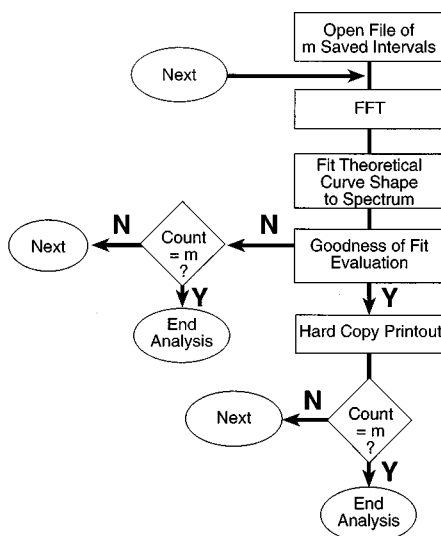 Open File of
m Saved Intervals
Next
FFT
Fit Theoretical
Curve Shape
to Spectrum
N
N
Next
Count
= m
?
Goodness of Fit
Evaluation
Y
Y
End
Analysis
Hard Copy Printout
N
Next
Count
= m
?
Y
End
Analysis